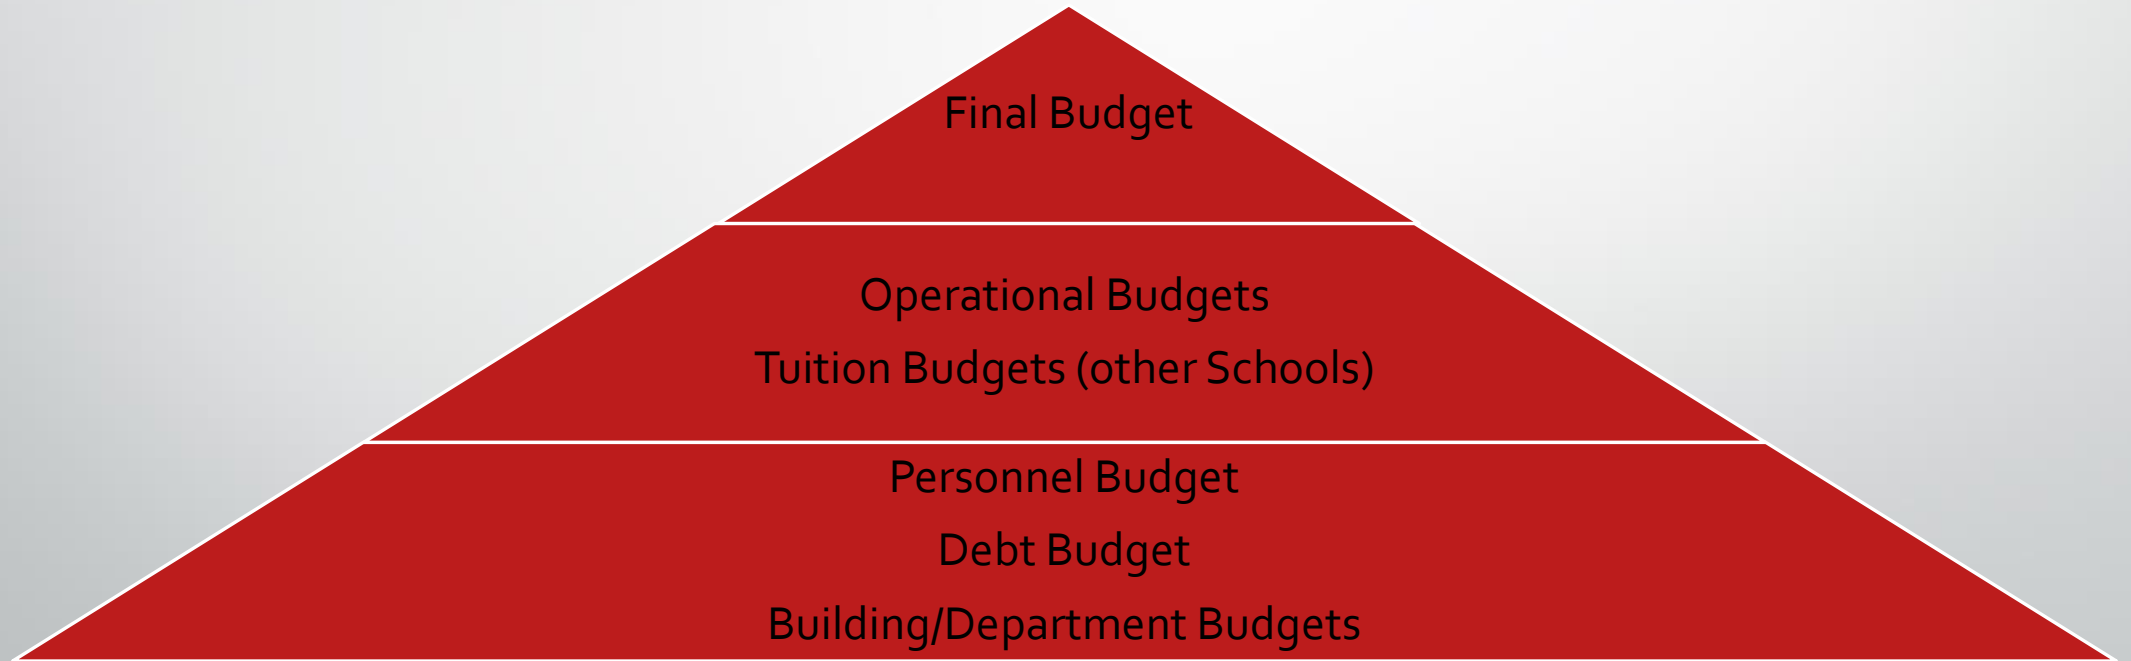 Final Budget
Operational Budgets
Tuition Budgets (other Schools)
Personnel Budget
Debt Budget
Building/Department Budgets